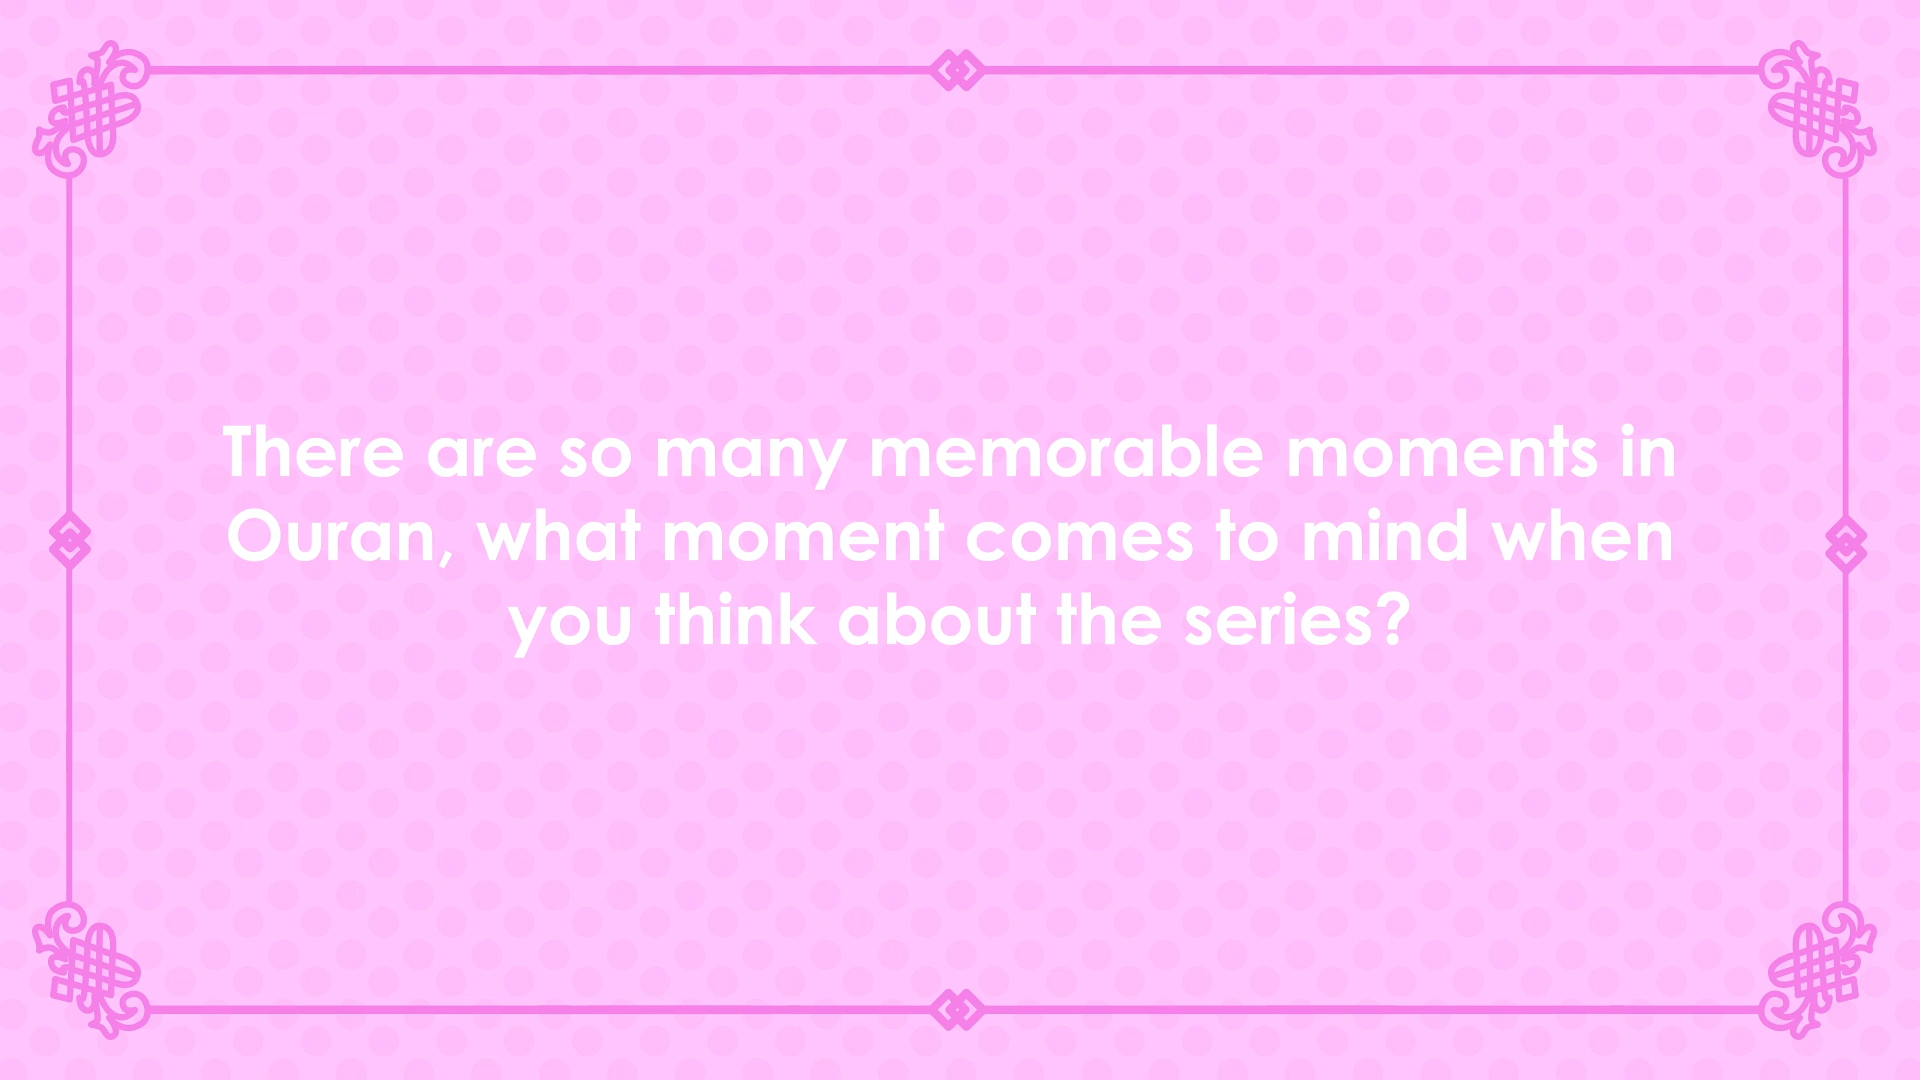 There are so many memorable moments in
Ouran, what moment comes to mind when
you think about the series?